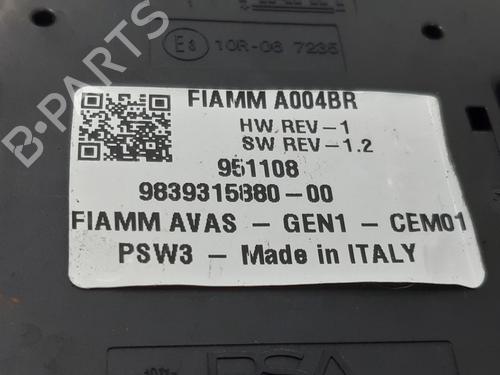 E3 10R-06 7235
FIAMM A004BR
HW REV-1
SW REV-1.2
951108
9839315880-00
FIAMM AVAS - GEN1 - CEM01
PSW3 - Made in ITALY
PSA
B-PARTS